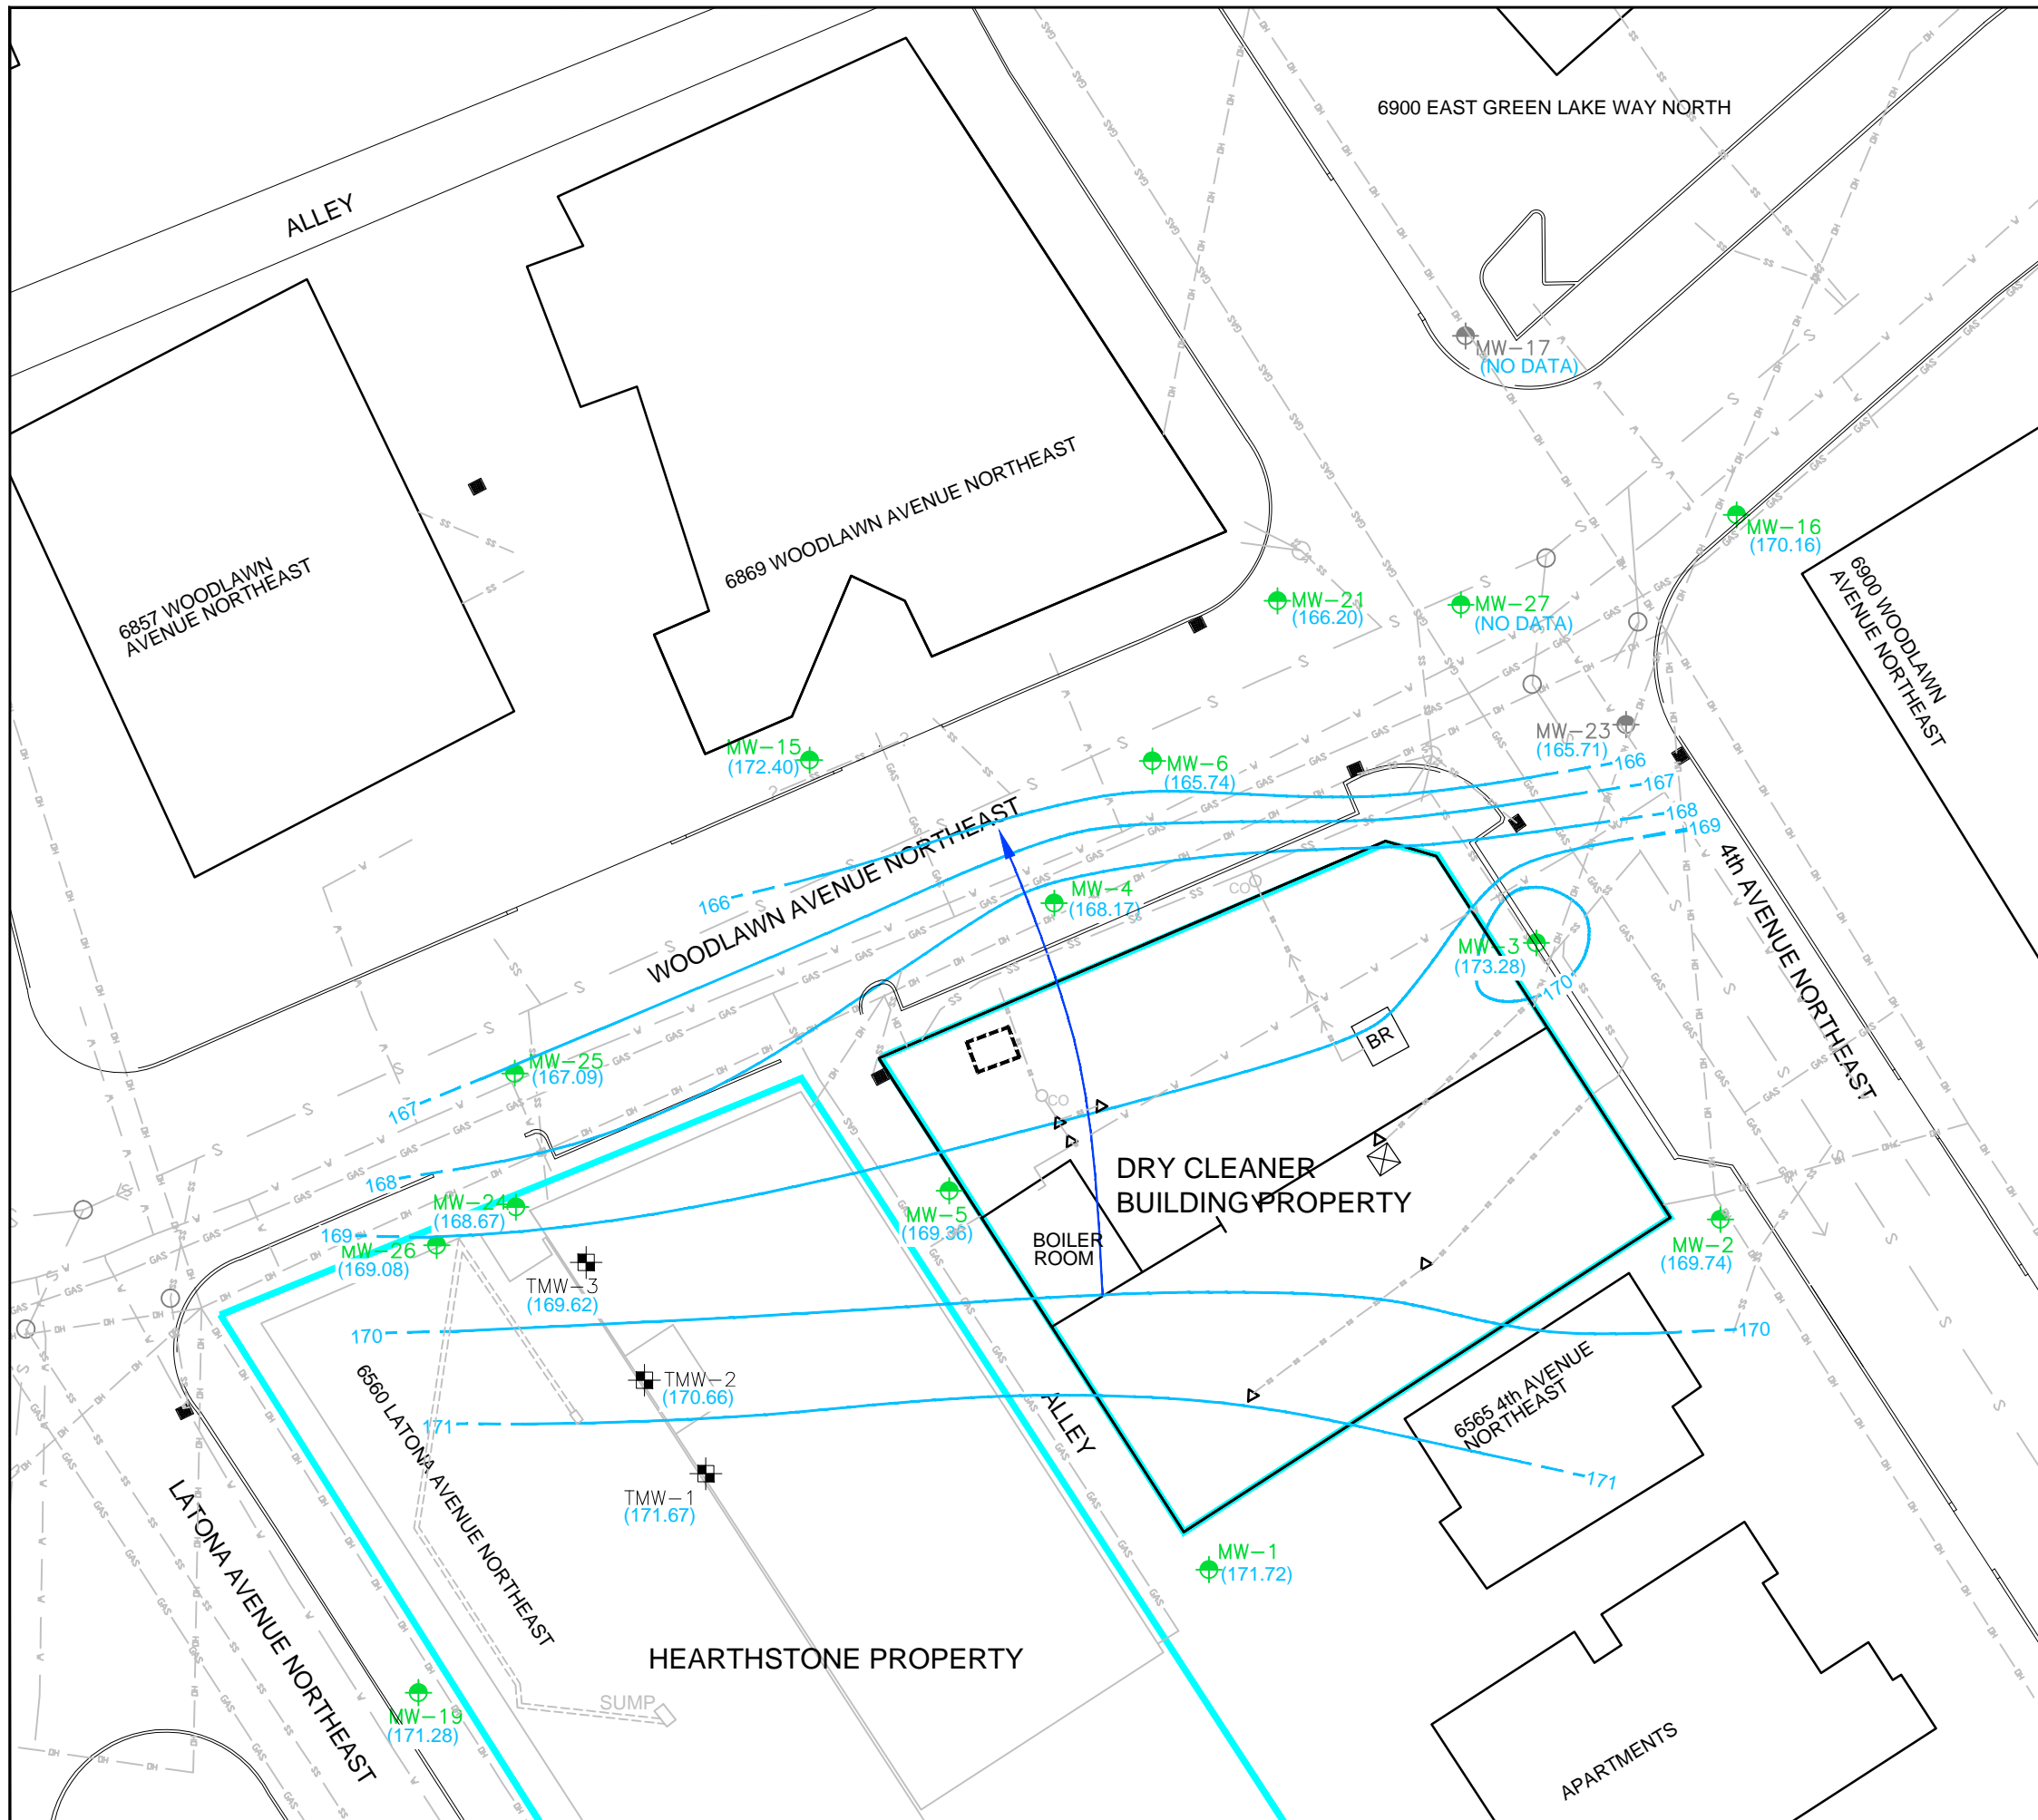 6900 EAST GREEN LAKE WAY NORTH
ALLEY
MW-17
(NO DATA)
6869 WOODLAWN AVENUE NORTHEAST
MW-16
(170.16)
6857 WOODLAWN
AVENUE NORTHEAST
6900 WOODLAWN
AVENUE NORTHEAST
MW-21
(166.20)
MW-27
(NO DATA)
MW-23
(165.71)
MW-15
(172.40)
MW-6
(165.74)
166
167
168
169
WOODLAWN AVENUE NORTHEAST
166
MW-4
(168.17)
CO
4th AVENUE NORTHEAST
MW-3
(173.28)
170
BR
MW-25
(167.09)
167
CO
168
DRY CLEANER
BUILDING PROPERTY
MW-24
(168.67)
MW-5
(169.36)
MW-2
(169.74)
169
MW-26
(169.08)
BOILER
ROOM
TMW-3
(169.62)
170
170
6560 LATONA AVENUE NORTHEAST
TMW-2
(170.66)
6565 4th AVENUE
NORTHEAST
171
ALLEY
171
TMW-1
(171.67)
LATONA AVENUE NORTHEAST
MW-1
(171.72)
HEARTHSTONE PROPERTY
SUMP
MW-19
(171.28)
APARTMENTS